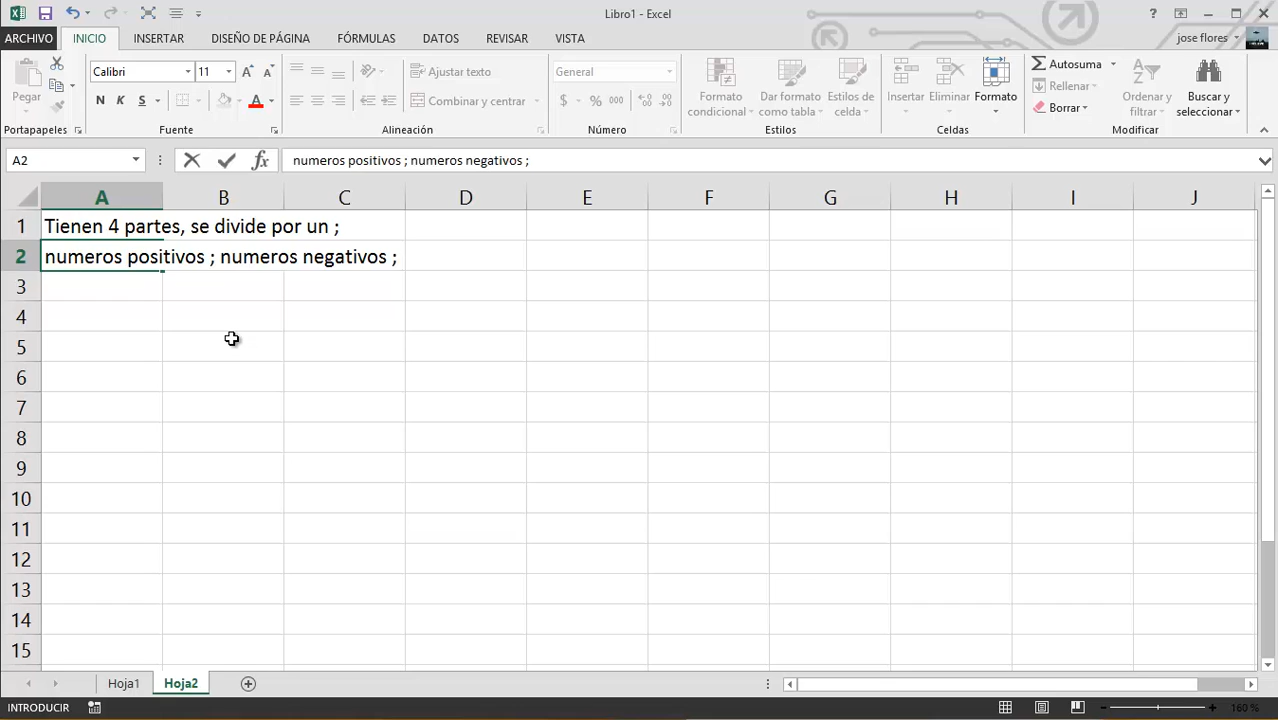 Libro1 - Excel
?
ARCHIVO INICIO INSERTAR DISEÑO DE PÁGINA FÓRMULAS DATOS REVISAR VISTA jose flores
Pegar
Calibri 11
N K S A
Ajustar texto
Combinar y centrar
General
$ % 000
Formato condicional
Dar formato como tabla
Estilos de celda
Insertar Eliminar Formato
Autosuma
Rellenar
Borrar
Ordenar y filtrar
Buscar y seleccionar
Portapapeles Fuente Alineación Número Estilos Celdas Modificar
A2 fx numeros positivos ; numeros negativos ;
A B C D E F G H I J
1 Tienen 4 partes, se divide por un ;
2 numeros positivos ; numeros negativos ;
3
4
5
6
7
8
9
10
11
12
13
14
15
Hoja1 Hoja2
INTRODUCIR 160 %